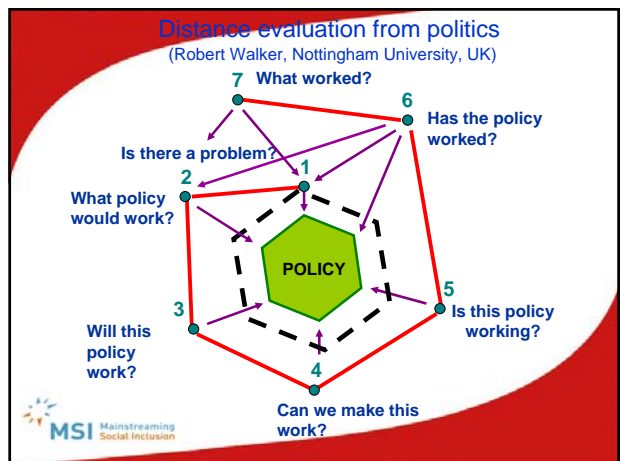 Distance evaluation from politics
(Robert Walker, Nottingham University, UK)
7 What worked?
6
Has the policy
worked?
Is there a problem?
1
2
What policy
would work?
POLICY
5
Is this policy
working?
3
Will this
policy
work?
4
Can we make this
work?
MSI Mainstreaming
Social Inclusion